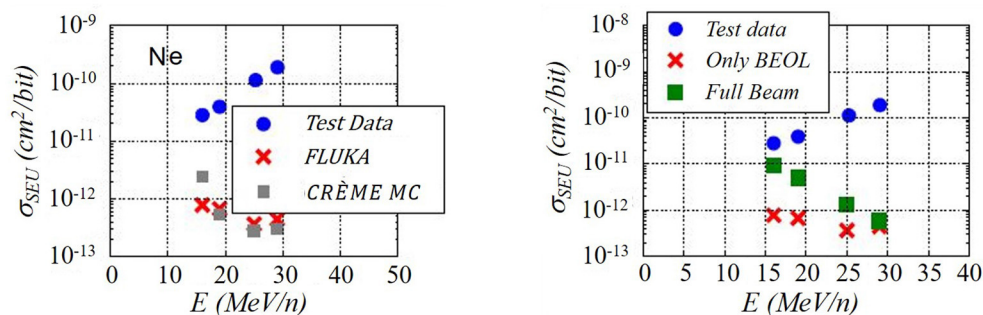 10^-9
10^-10
10^-11
10^-12
10^-13
σ_SEU (cm²/bit)
Ne
Test Data
FLUKA
CRÈME MC
0 10 20 30 40 50
E (MeV/n)
10^-8
10^-9
10^-10
10^-11
10^-12
10^-13
σ_SEU (cm²/bit)
Test data
Only BEOL
Full Beam
0 5 10 15 20 25 30 35 40
E (MeV/n)